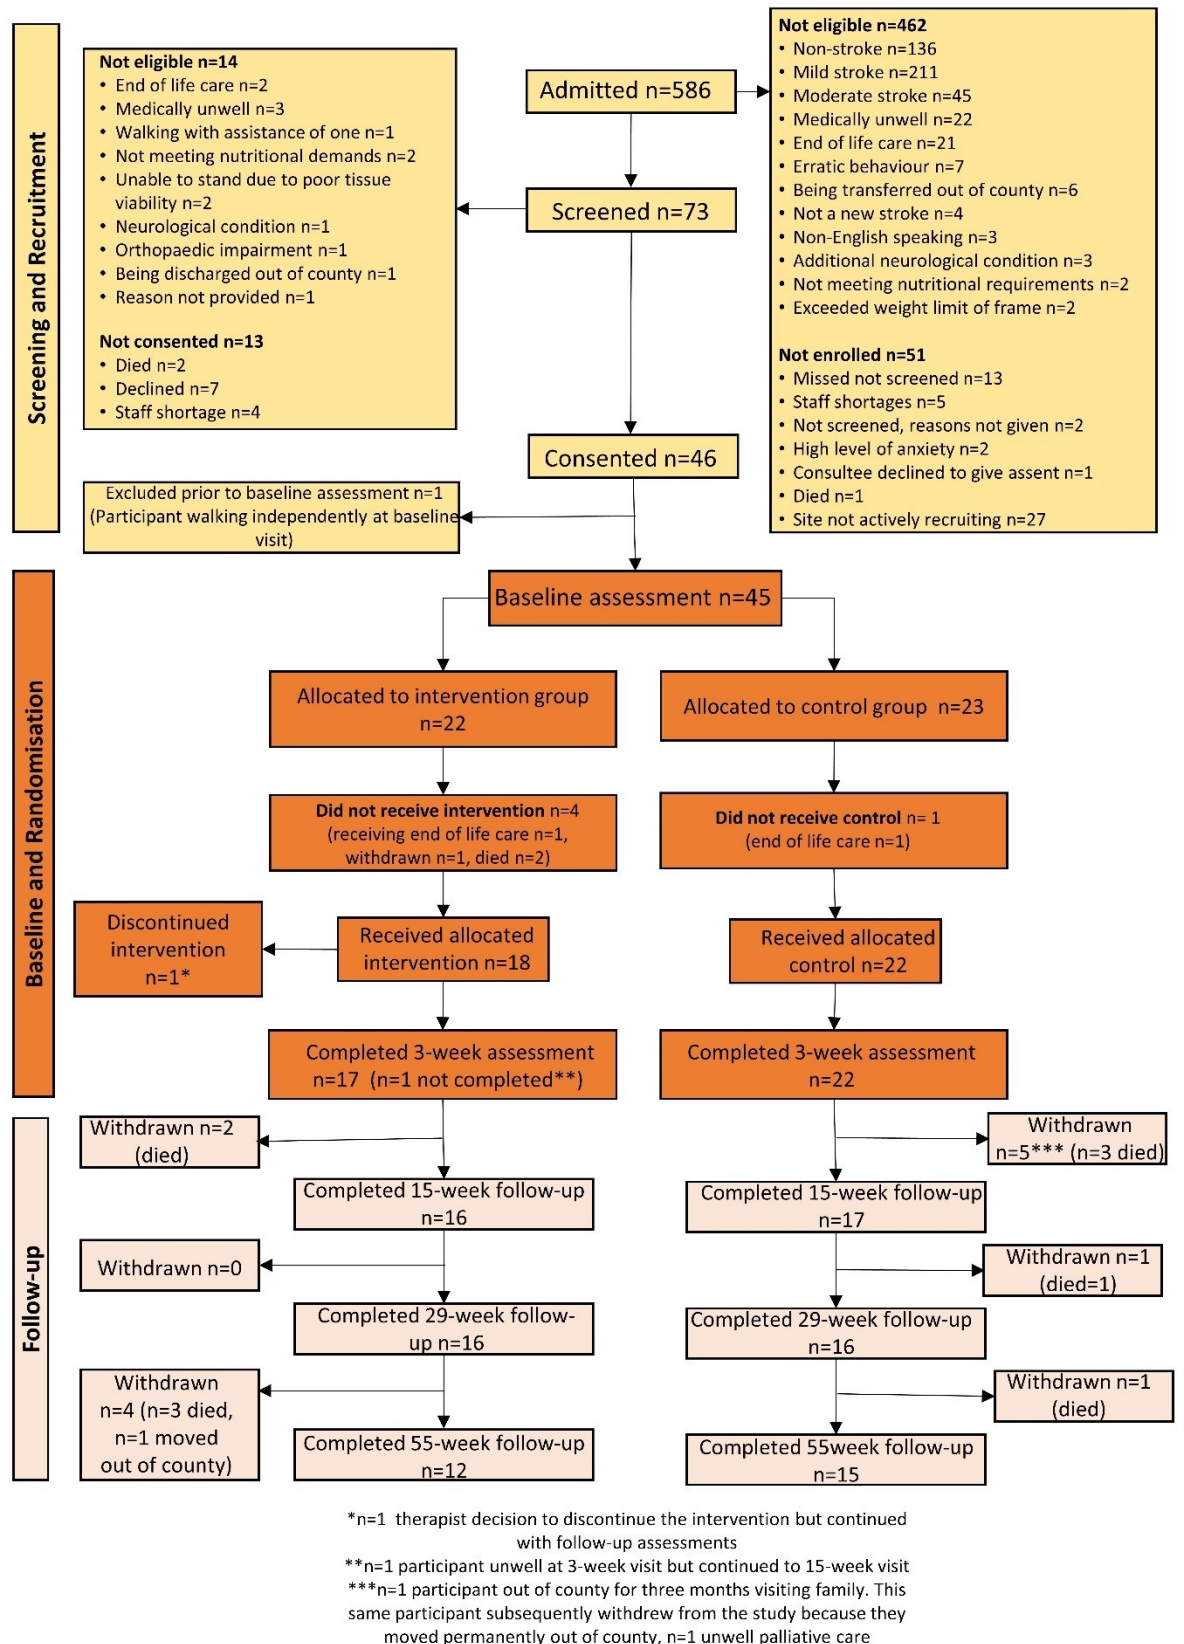 Screening and Recruitment
Not eligible n=14
• End of life care n=2
• Medically unwell n=3
• Walking with assistance of one n=1
• Not meeting nutritional demands n=2
• Unable to stand due to poor tissue
viability n=2
• Neurological condition n=1
• Orthopaedic impairment n=1
• Being discharged out of county n=1
• Reason not provided n=1
Not consented n=13
• Died n=2
• Declined n=7
• Staff shortage n=4
Admitted n=586
Not eligible n=462
• Non-stroke n=136
• Mild stroke n=211
• Moderate stroke n=45
• Medically unwell n=22
• End of life care n=21
• Erratic behaviour n=7
• Being transferred out of county n=6
• Not a new stroke n=4
• Non-English speaking n=3
• Additional neurological condition n=3
• Not meeting nutritional requirements n=2
• Exceeded weight limit of frame n=2
Not enrolled n=51
• Missed not screened n=13
• Staff shortages n=5
• Not screened, reasons not given n=2
• High level of anxiety n=2
• Consultee declined to give assent n=1
• Died n=1
• Site not actively recruiting n=27
Screened n=73
Consented n=46
Excluded prior to baseline assessment n=1
(Participant walking independently at baseline
visit)
Baseline and Randomisation
Baseline assessment n=45
Allocated to intervention group
n=22
Allocated to control group n=23
Did not receive intervention n=4
(receiving end of life care n=1,
withdrawn n=1, died n=2)
Did not receive control n= 1
(end of life care n=1)
Discontinued
intervention
n=1*
Received allocated
intervention n=18
Received allocated
control n=22
Completed 3-week assessment
n=17 (n=1 not completed**)
Completed 3-week assessment
n=22
Follow-up
Withdrawn n=2
(died)
Withdrawn
n=5*** (n=3 died)
Completed 15-week follow-up
n=16
Completed 15-week follow-up
n=17
Withdrawn n=0
Withdrawn n=1
(died=1)
Completed 29-week follow-
up n=16
Completed 29-week follow-up
n=16
Withdrawn
n=4 (n=3 died,
n=1 moved
out of county)
Withdrawn n=1
(died)
Completed 55-week follow-up
n=12
Completed 55week follow-up
n=15
*n=1 therapist decision to discontinue the intervention but continued
with follow-up assessments
**n=1 participant unwell at 3-week visit but continued to 15-week visit
***n=1 participant out of county for three months visiting family. This
same participant subsequently withdrew from the study because they
moved permanently out of county, n=1 unwell palliative care